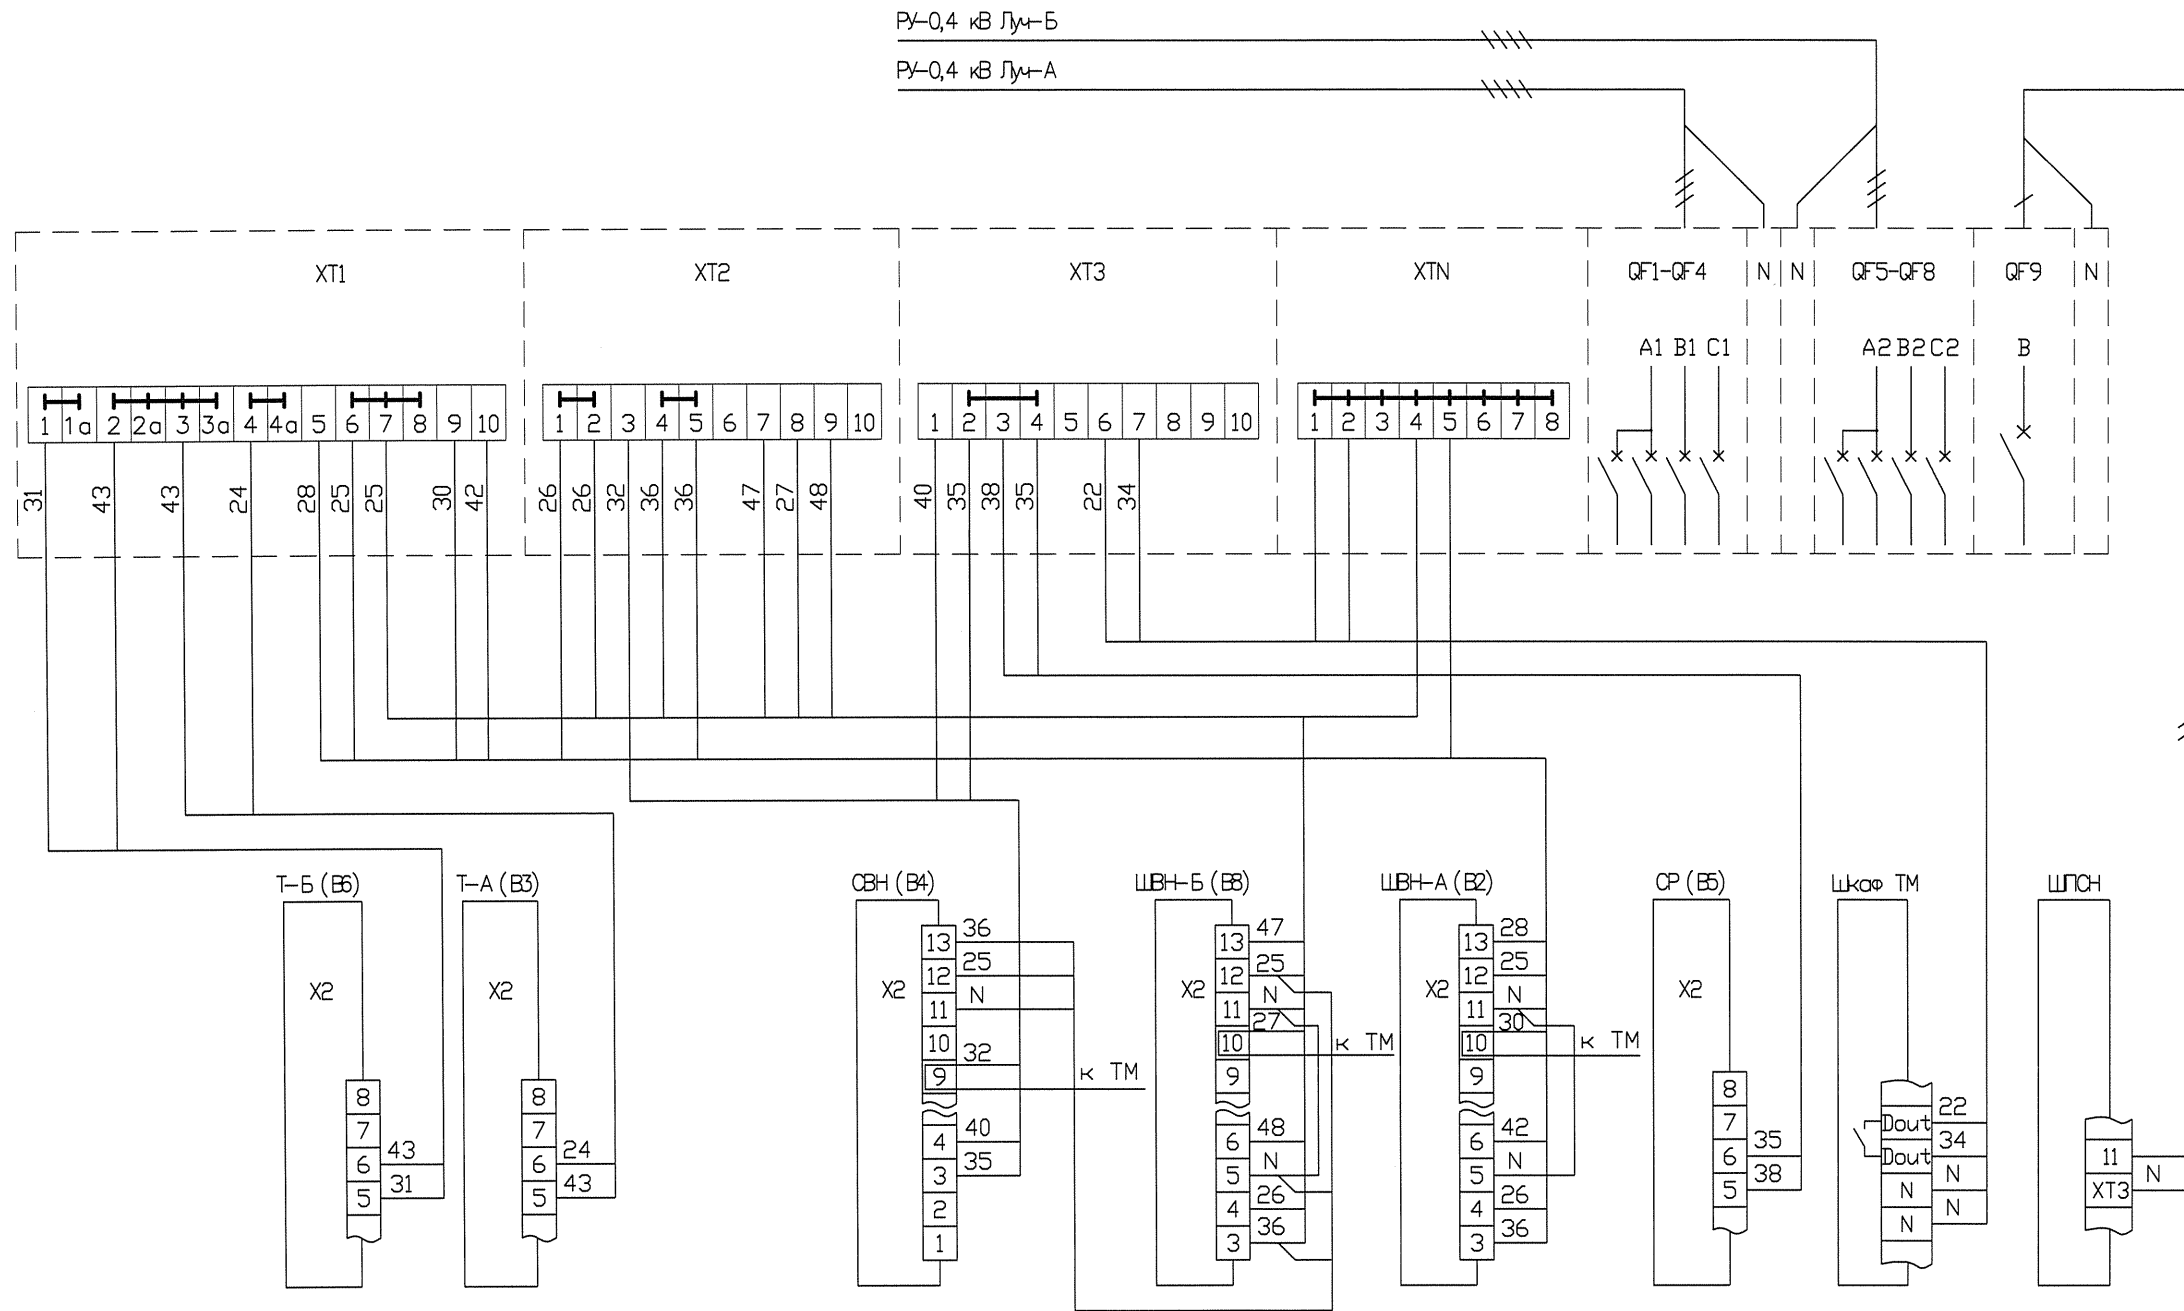 РУ-0,4 кВ Луч-Б
РУ-0,4 кВ Луч-А
XT1 XT2 XT3 XTN QF1-QF4 N N QF5-QF8 QF9 N
A1 B1 C1 A2 B2 C2 B
1 1a 2 2a 3 3a 4 4a 5 6 7 8 9 10
1 2 3 4 5 6 7 8 9 10
1 2 3 4 5 6 7 8 9 10
1 2 3 4 5 6 7 8
31 43 43 24 28 25 25 30 42
26 26 32 36 36 47 27 48
40 35 38 35 22 34
Т-Б (В6) Т-А (В3) СВН (В4) ШВН-Б (В8) ШВН-А (В2) СР (В5) Шкаф ТМ ШПСН
X2
8
7
6 43
5 31
X2
8
7
6 24
5 43
X2
13 36
12 25
11 N
10
9 32
к ТМ
4 40
3 35
2
1
X2
13 47
12 25
11 N
10 27
к ТМ
9
6 48
5 N
4 26
3 36
X2
13 28
12 25
11 N
10 30
к ТМ
9
6 42
5 N
4 26
3 36
X2
8
7
6 35
5 38
Dout 22
Dout 34
N N
N N
11
XT3 N